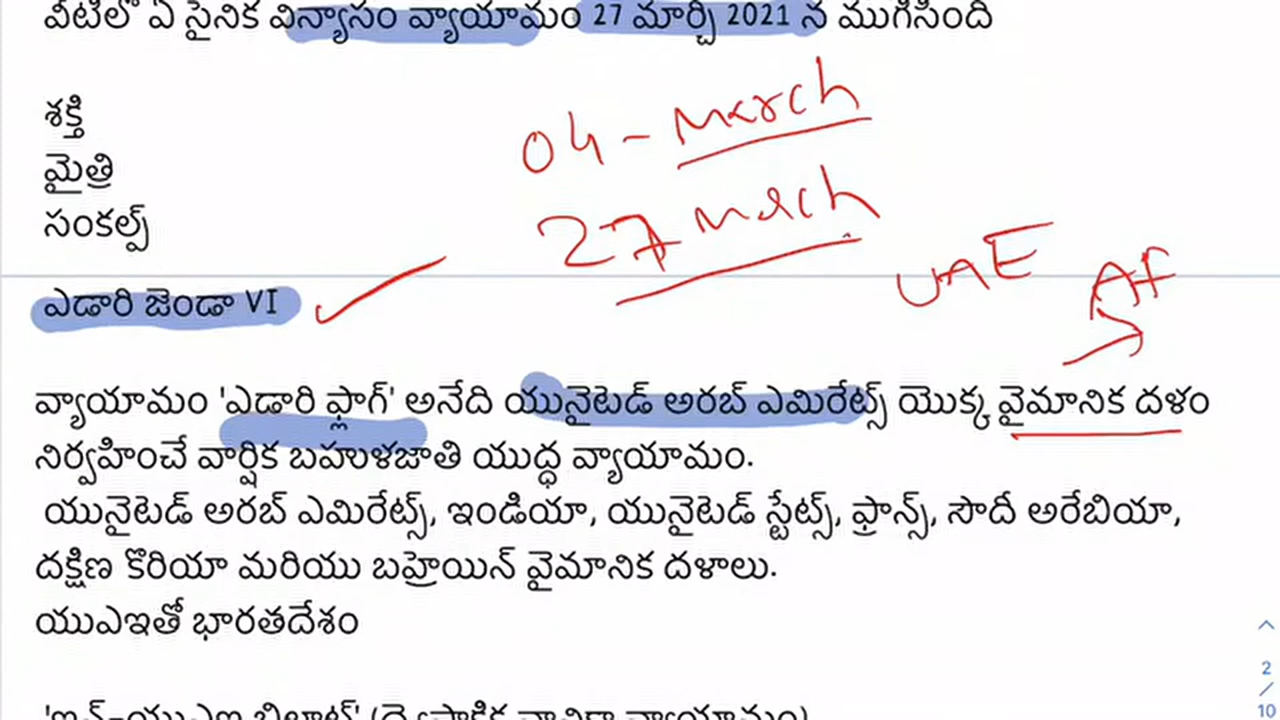 వీటిలో ఏ సైనిక విన్యాసం వ్యాయామం 27 మార్చి 2021 న ముగిసింది
శక్తి
మైత్రి
సంకల్ప్
04 - March
27 March
UAE
AF
ఎడారి జెండా VI
వ్యాయామం 'ఎడారి ఫ్లాగ్' అనేది యునైటెడ్ అరబ్ ఎమిరేట్స్ యొక్క వైమానిక దళం
నిర్వహించే వార్షిక బహుళజాతి యుద్ధ వ్యాయామం.
యునైటెడ్ అరబ్ ఎమిరేట్స్, ఇండియా, యునైటెడ్ స్టేట్స్, ఫ్రాన్స్, సౌదీ అరేబియా,
దక్షిణ కొరియా మరియు బహ్రెయిన్ వైమానిక దళాలు.
యుఎఇతో భారతదేశం
2
/
10